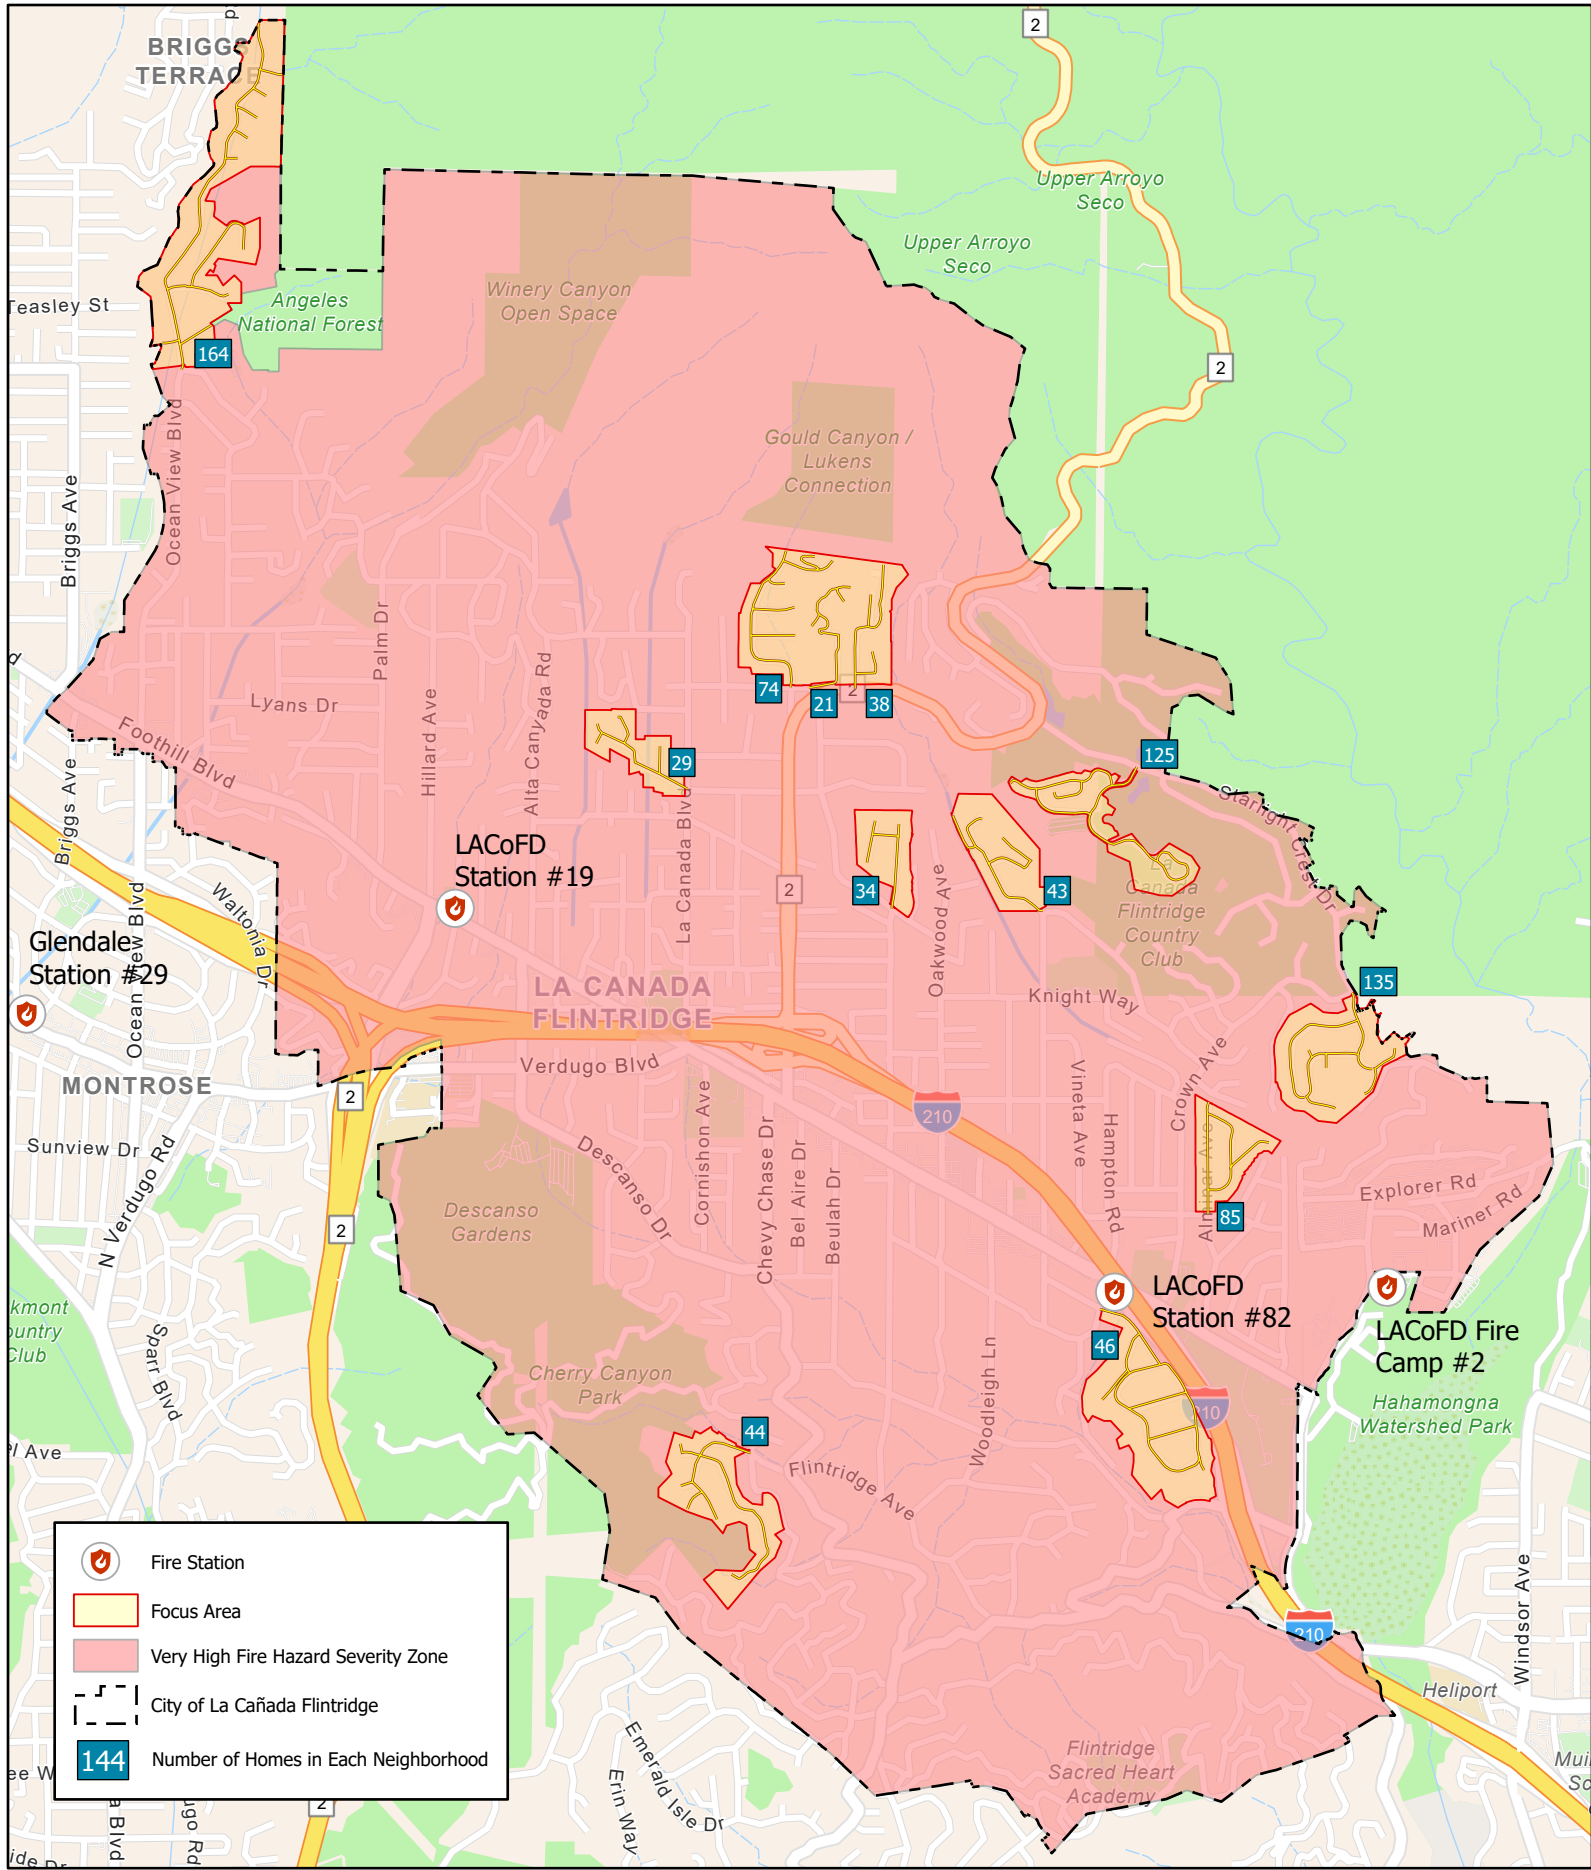 BRIGGS
TERRACE
2
Upper Arroyo
Seco
Upper Arroyo
Seco
Teasley St
Angeles
National Forest
Winery Canyon
Open Space
164
2
Gould Canyon /
Lukens
Connection
Ocean View Blvd
Briggs Ave
Palm Dr
Lyans Dr
Hillard Ave
Alta Canyada Rd
Foothill Blvd
74
21
2
38
29
125
Briggs Ave
La Canada Blvd
Starlight Crest Dr
LACoFD
Station #19
2
34
43
La
Canada
Flintridge
Country
Club
Oakwood Ave
Waltonia Dr
Ocean View Blvd
Glendale
Station #29
LA CANADA
FLINTRIDGE
Knight Way
135
MONTROSE
2
Verdugo Blvd
210
Sunview Dr
N Verdugo Rd
Descanso Dr
Cornishon Ave
Chevy Chase Dr
Bel Aire Dr
Beulah Dr
Vineta Ave
Hampton Rd
Crown Ave
Alminar Ave
85
Explorer Rd
Mariner Rd
2
Descanso
Gardens
LACoFD
Station #82
LACoFD Fire
Camp #2
46
Sparr Blvd
Cherry Canyon
Park
Woodleigh Ln
210
Hahamongna
Watershed Park
44
Flintridge Ave
Ave
Fire Station
Focus Area
Very High Fire Hazard Severity Zone
City of La Cañada Flintridge
144
Number of Homes in Each Neighborhood
210
Windsor Ave
Heliport
Emerald Isle Dr
Erin Way
Flintridge
Sacred Heart
Academy
2
Blvd
Rd
Dr